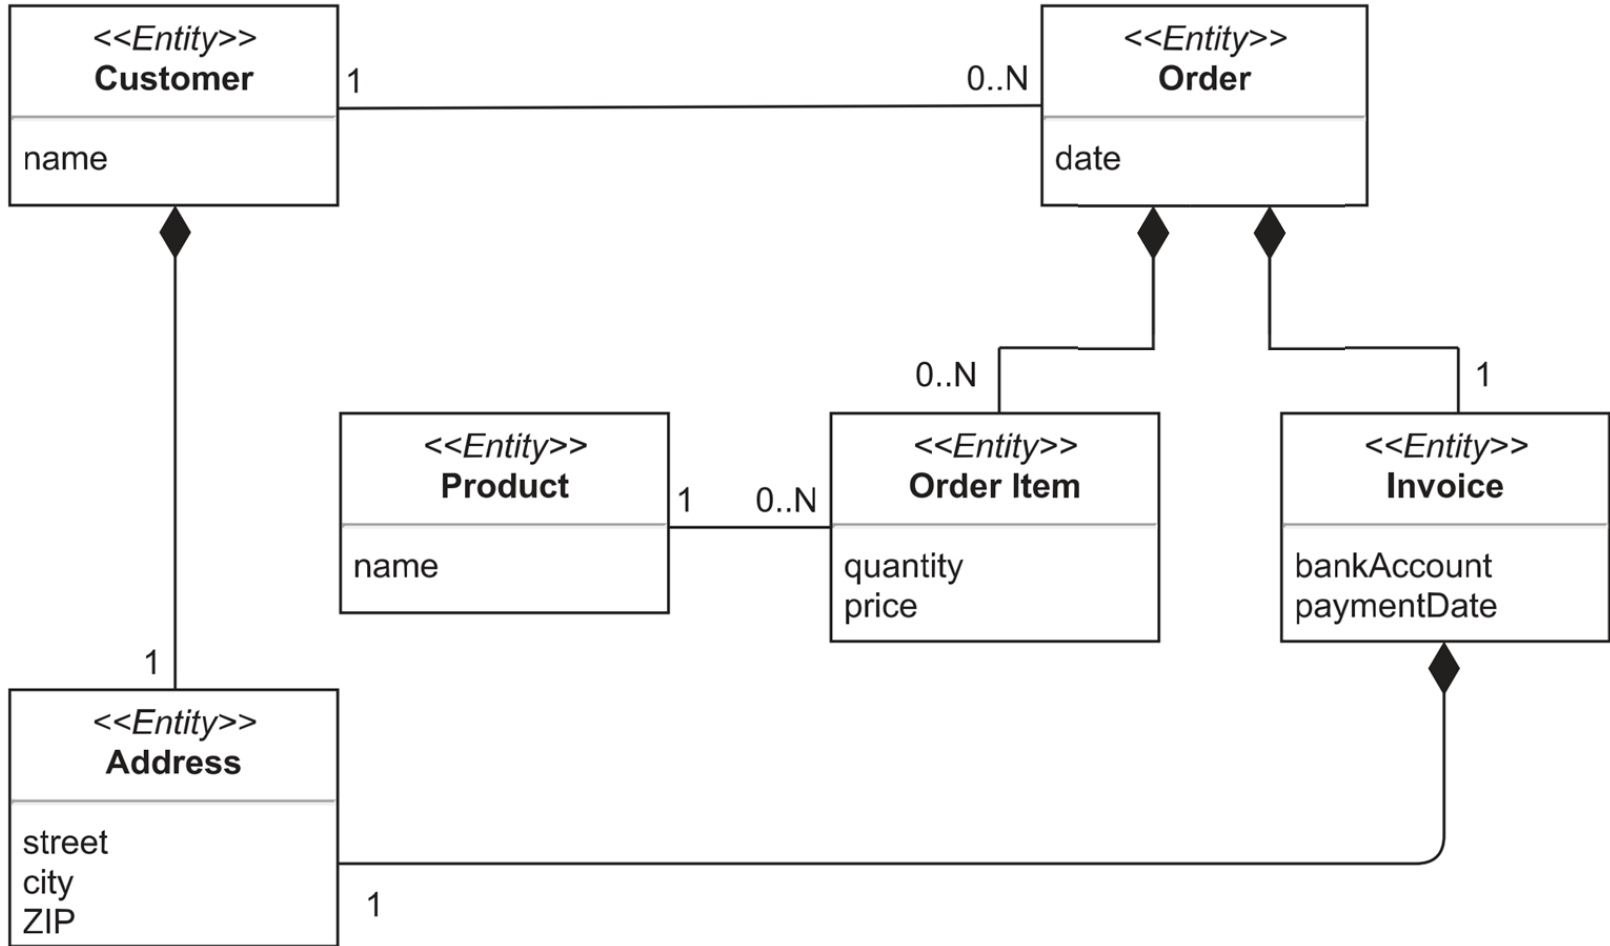 <<Entity>>
Customer
name
1
0..N
<<Entity>>
Order
date
0..N
1
<<Entity>>
Product
name
1
0..N
<<Entity>>
Order Item
quantity
price
<<Entity>>
Invoice
bankAccount
paymentDate
1
<<Entity>>
Address
street
city
ZIP
1